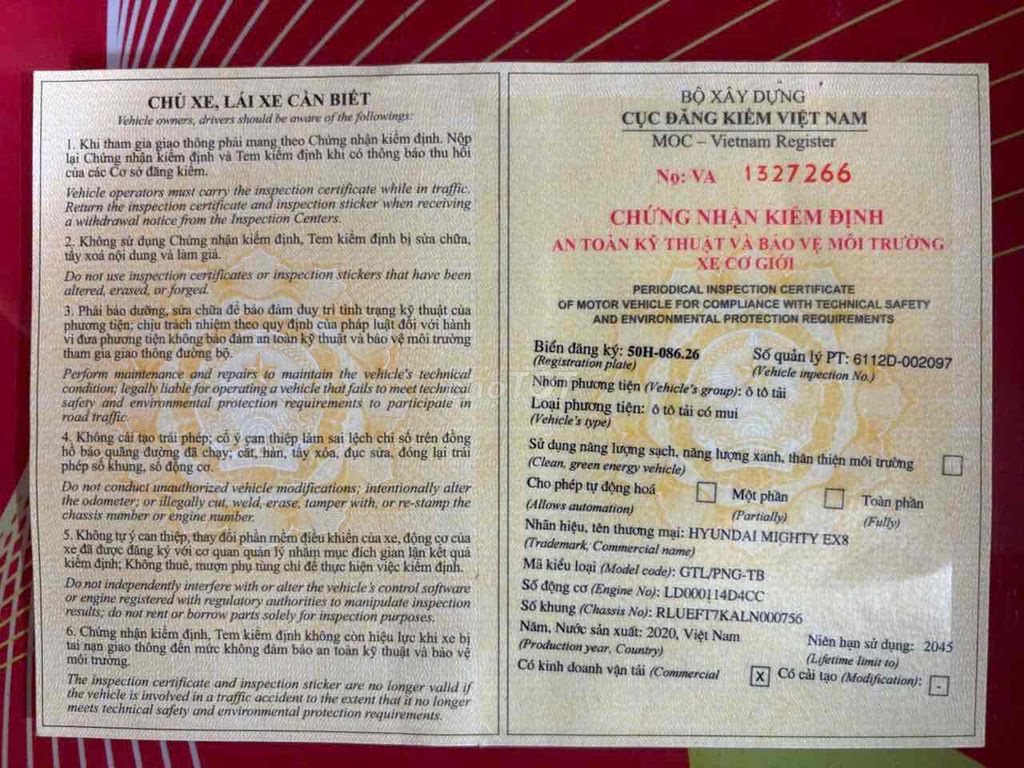 CHỦ XE, LÁI XE CẦN BIẾT
Vehicle owners, drivers should be aware of the followings:
1. Khi tham gia giao thông phải mang theo Chứng nhận kiểm định. Nộp
lại Chứng nhận kiểm định và Tem kiểm định khi có thông báo thu hồi
của các Cơ sở đăng kiểm.
Vehicle operators must carry the inspection certificate while in traffic.
Return the inspection certificate and inspection sticker when receiving
a withdrawal notice from the Inspection Centers.
2. Không sử dụng Chứng nhận kiểm định, Tem kiểm định bị sửa chữa,
tẩy xoá nội dung và làm giả.
Do not use inspection certificates or inspection stickers that have been
altered, erased, or forged.
3. Phải bảo dưỡng, sửa chữa để bảo đảm duy trì tình trạng kỹ thuật của
phương tiện; chịu trách nhiệm theo quy định của pháp luật đối với hành
vi đưa phương tiện không bảo đảm an toàn kỹ thuật và bảo vệ môi trường
tham gia giao thông đường bộ.
Perform maintenance and repairs to maintain the vehicle's technical
condition; legally liable for operating a vehicle that fails to meet technical
safety and environmental protection requirements to participate in
road traffic.
4. Không cải tạo trái phép; cố ý can thiệp làm sai lệch chỉ số trên đồng
hồ báo quãng đường đã chạy; cắt, hàn, tẩy xóa, đục sửa, đóng lại trái
phép số khung, số động cơ.
Do not conduct unauthorized vehicle modifications; intentionally alter
the odometer; or illegally cut, weld, erase, tamper with, or re-stamp the
chassis number or engine number.
5. Không tự ý can thiệp, thay đổi phần mềm điều khiển của xe, động cơ của
xe đã được đăng ký với cơ quan quản lý nhằm mục đích gian lận kết quả
kiểm định; Không thuê, mượn phụ tùng chỉ để thực hiện việc kiểm định.
Do not independently interfere with or alter the vehicle's control software
or engine registered with regulatory authorities to manipulate inspection
results; do not rent or borrow parts solely for inspection purposes.
6. Chứng nhận kiểm định, Tem kiểm định không còn hiệu lực khi xe bị
tai nạn giao thông đến mức không đảm bảo an toàn kỹ thuật và bảo vệ
môi trường.
The inspection certificate and inspection sticker are no longer valid if
the vehicle is involved in a traffic accident to the extent that it no longer
meets technical safety and environmental protection requirements.
BỘ XÂY DỰNG
CỤC ĐĂNG KIỂM VIỆT NAM
MOC – Vietnam Register
Nọ: VA 1327266
CHỨNG NHẬN KIỂM ĐỊNH
AN TOÀN KỸ THUẬT VÀ BẢO VỆ MÔI TRƯỜNG
XE CƠ GIỚI
PERIODICAL INSPECTION CERTIFICATE
OF MOTOR VEHICLE FOR COMPLIANCE WITH TECHNICAL SAFETY
AND ENVIRONMENTAL PROTECTION REQUIREMENTS
Biển đăng ký: 50H-086.26 Số quản lý PT: 6112D-002097
(Registration plate) (Vehicle inpection No.)
Nhóm phương tiện (Vehicle's group): ô tô tải
Loại phương tiện: ô tô tải có mui
(Vehicle's type)
Sử dụng năng lượng sạch, năng lượng xanh, thân thiện môi trường
(Clean, green energy vehicle)
Cho phép tự động hoá Một phần Toàn phần
(Allows automation) (Partially) (Fully)
Nhãn hiệu, tên thương mại: HYUNDAI MIGHTY EX8
(Trademark, Commercial name)
Mã kiểu loại (Model code): GTL/PNG-TB
Số động cơ (Engine No): LD000114D4CC
Số khung (Chassis No): RLUEFT7KALN000756
Năm, Nước sản xuất: 2020, Việt Nam Niên hạn sử dụng: 2045
(Production year, Country) (Lifetime limit to)
Có kinh doanh vận tải (Commercial X Có cải tạo (Modification): -